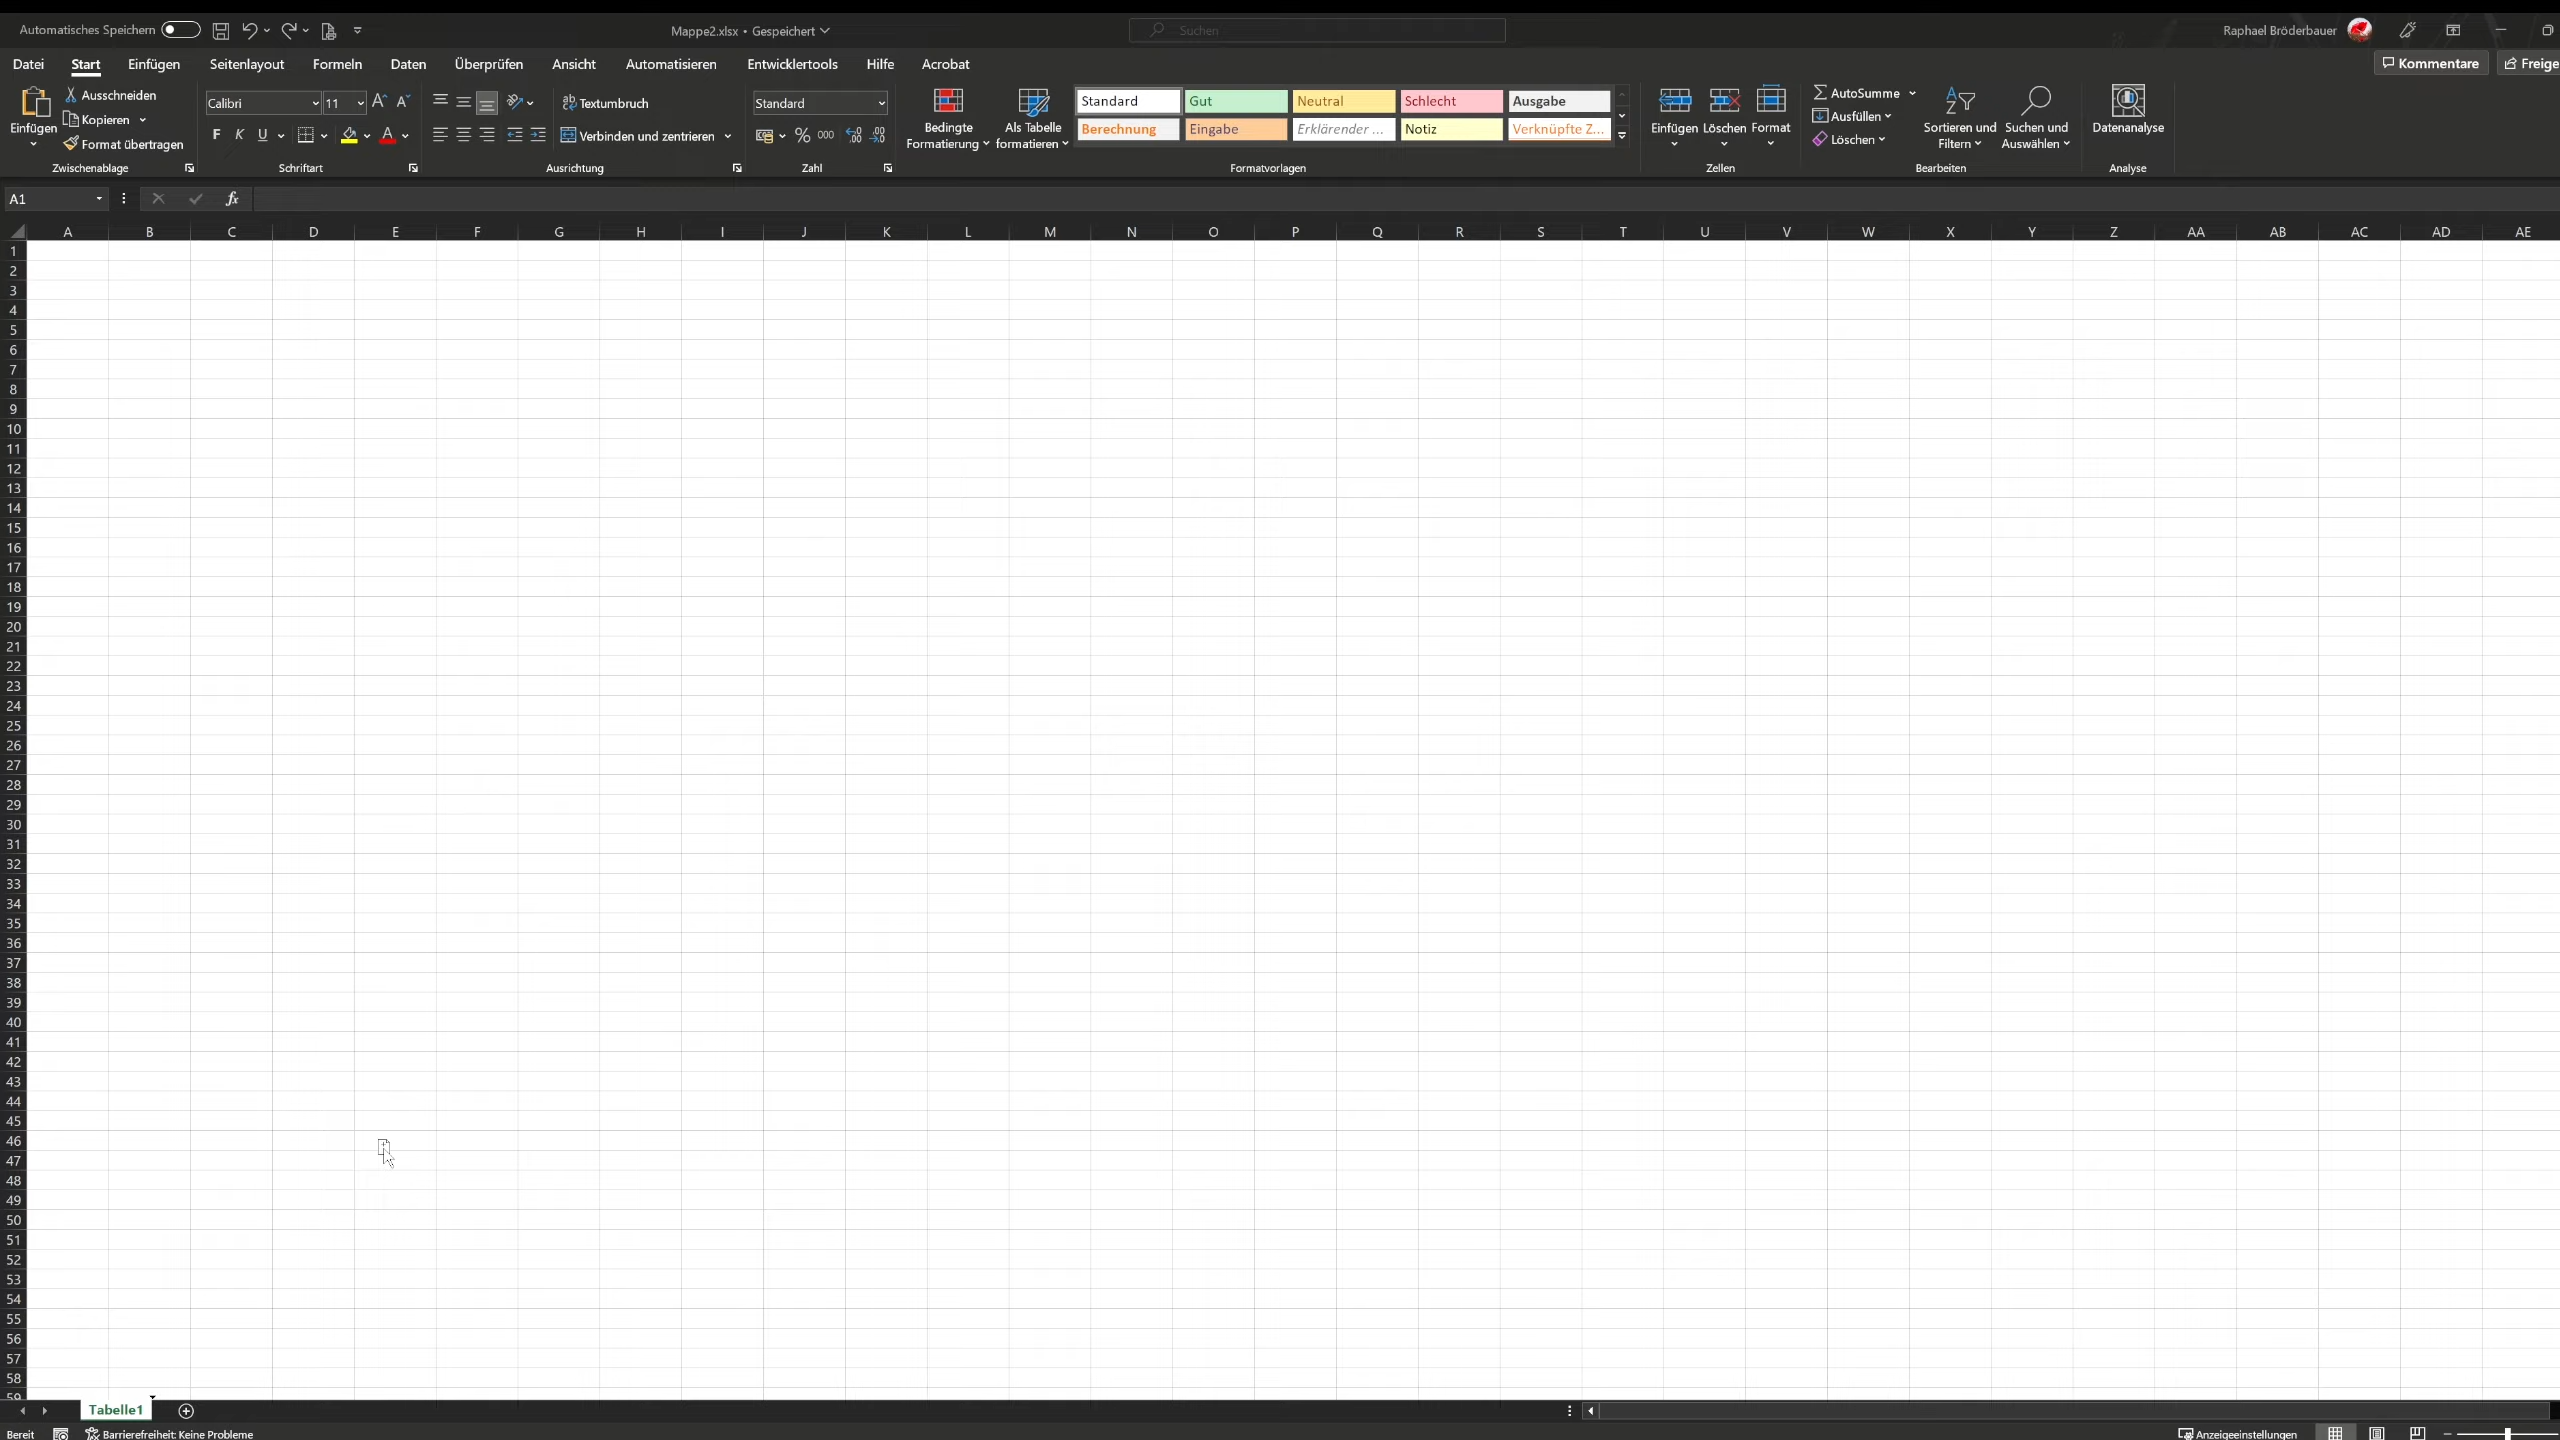 Automatisches Speichern
Mappe2.xlsx • Gespeichert
Suchen
Raphael Bröderbauer
Datei Start Einfügen Seitenlayout Formeln Daten Überprüfen Ansicht Automatisieren Entwicklertools Hilfe Acrobat
Kommentare
Freige
Einfügen
Ausschneiden
Kopieren
Format übertragen
Zwischenablage
Calibri 11
F K U
Schriftart
Textumbruch
Verbinden und zentrieren
Ausrichtung
Standard
% 000
Zahl
Bedingte
Formatierung
Als Tabelle
formatieren
Standard Gut Neutral Schlecht Ausgabe
Berechnung Eingabe Erklärender ... Notiz Verknüpfte Z...
Formatvorlagen
Einfügen Löschen Format
Zellen
AutoSumme
Ausfüllen
Löschen
Sortieren und
Filtern
Suchen und
Auswählen
Bearbeiten
Datenanalyse
Analyse
A1
fx
A B C D E F G H I J K L M N O P Q R S T U V W X Y Z AA AB AC AD AE
1
2
3
4
5
6
7
8
9
10
11
12
13
14
15
16
17
18
19
20
21
22
23
24
25
26
27
28
29
30
31
32
33
34
35
36
37
38
39
40
41
42
43
44
45
46
47
48
49
50
51
52
53
54
55
56
57
58
59
Tabelle1
Bereit
Barrierefreiheit: Keine Probleme
Anzeigeeinstellungen